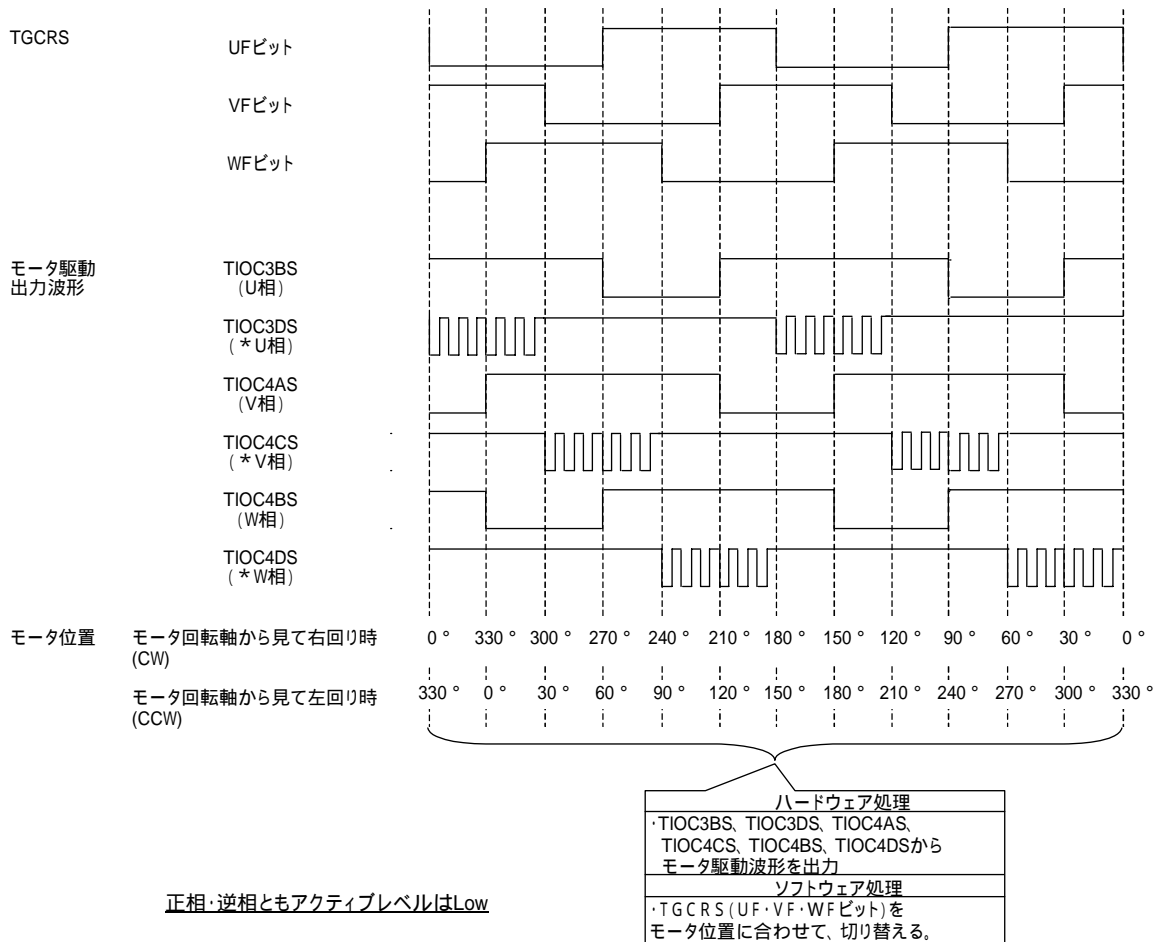 TGCRS
UFビット
VFビット
WFビット
モータ駆動
出力波形
TIOC3BS
(U相)
TIOC3DS
(*U相)
TIOC4AS
(V相)
TIOC4CS
(*V相)
TIOC4BS
(W相)
TIOC4DS
(*W相)
モータ位置
モータ回転軸から見て右回り時
(CW)
0° 330° 300° 270° 240° 210° 180° 150° 120° 90° 60° 30° 0°
モータ回転軸から見て左回り時
(CCW)
330° 0° 30° 60° 90° 120° 150° 180° 210° 240° 270° 300° 330°
ハードウェア処理
・TIOC3BS、TIOC3DS、TIOC4AS、
TIOC4CS、TIOC4BS、TIOC4DSから
モータ駆動波形を出力
ソフトウェア処理
・TGCRS(UF・VF・WFビット)を
モータ位置に合わせて、切り替える。
正相・逆相ともアクティブレベルはLow